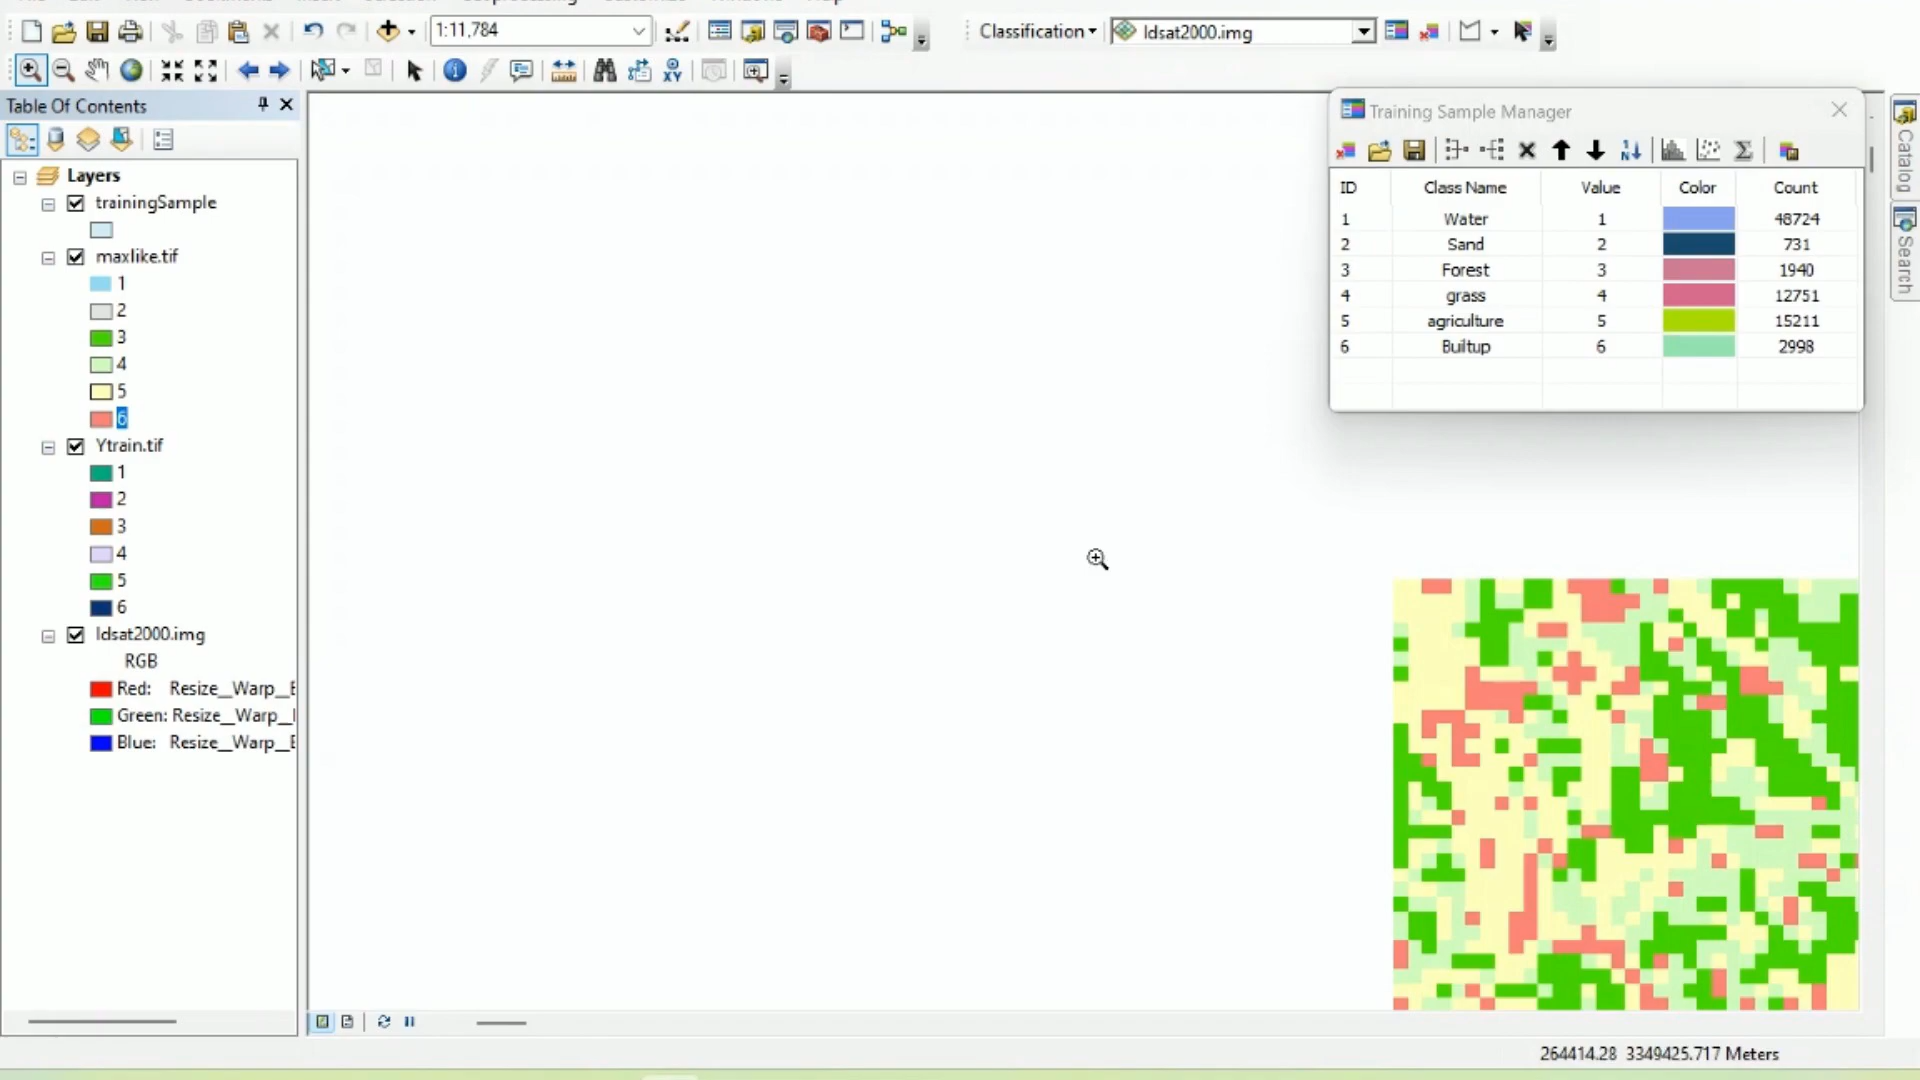 1:11,784
Classification
ldsat2000.img
Table Of Contents
Layers
trainingSample
maxlike.tif
1
2
3
4
5
6
Ytrain.tif
1
2
3
4
5
6
ldsat2000.img
RGB
Red: Resize_Warp_
Green: Resize_Warp_
Blue: Resize_Warp_
Training Sample Manager
ID Class Name Value Color Count
1 Water 1 48724
2 Sand 2 731
3 Forest 3 1940
4 grass 4 12751
5 agriculture 5 15211
6 Builtup 6 2998
Catalog
Search
264414.28 3349425.717 Meters